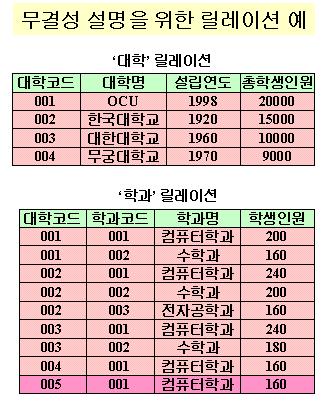 무결성 설명을 위한 릴레이션 예
‘대학’ 릴레이션
대학코드 대학명 설립연도 총학생인원
001 OCU 1998 20000
002 한국대학교 1920 15000
003 대한대학교 1960 10000
004 무궁대학교 1970 9000
‘학과’ 릴레이션
대학코드 학과코드 학과명 학생인원
001 001 컴퓨터학과 200
001 002 수학과 160
002 001 컴퓨터학과 240
002 002 수학과 200
002 003 전자공학과 160
003 001 컴퓨터학과 240
003 002 수학과 180
004 001 컴퓨터학과 160
005 001 컴퓨터학과 160